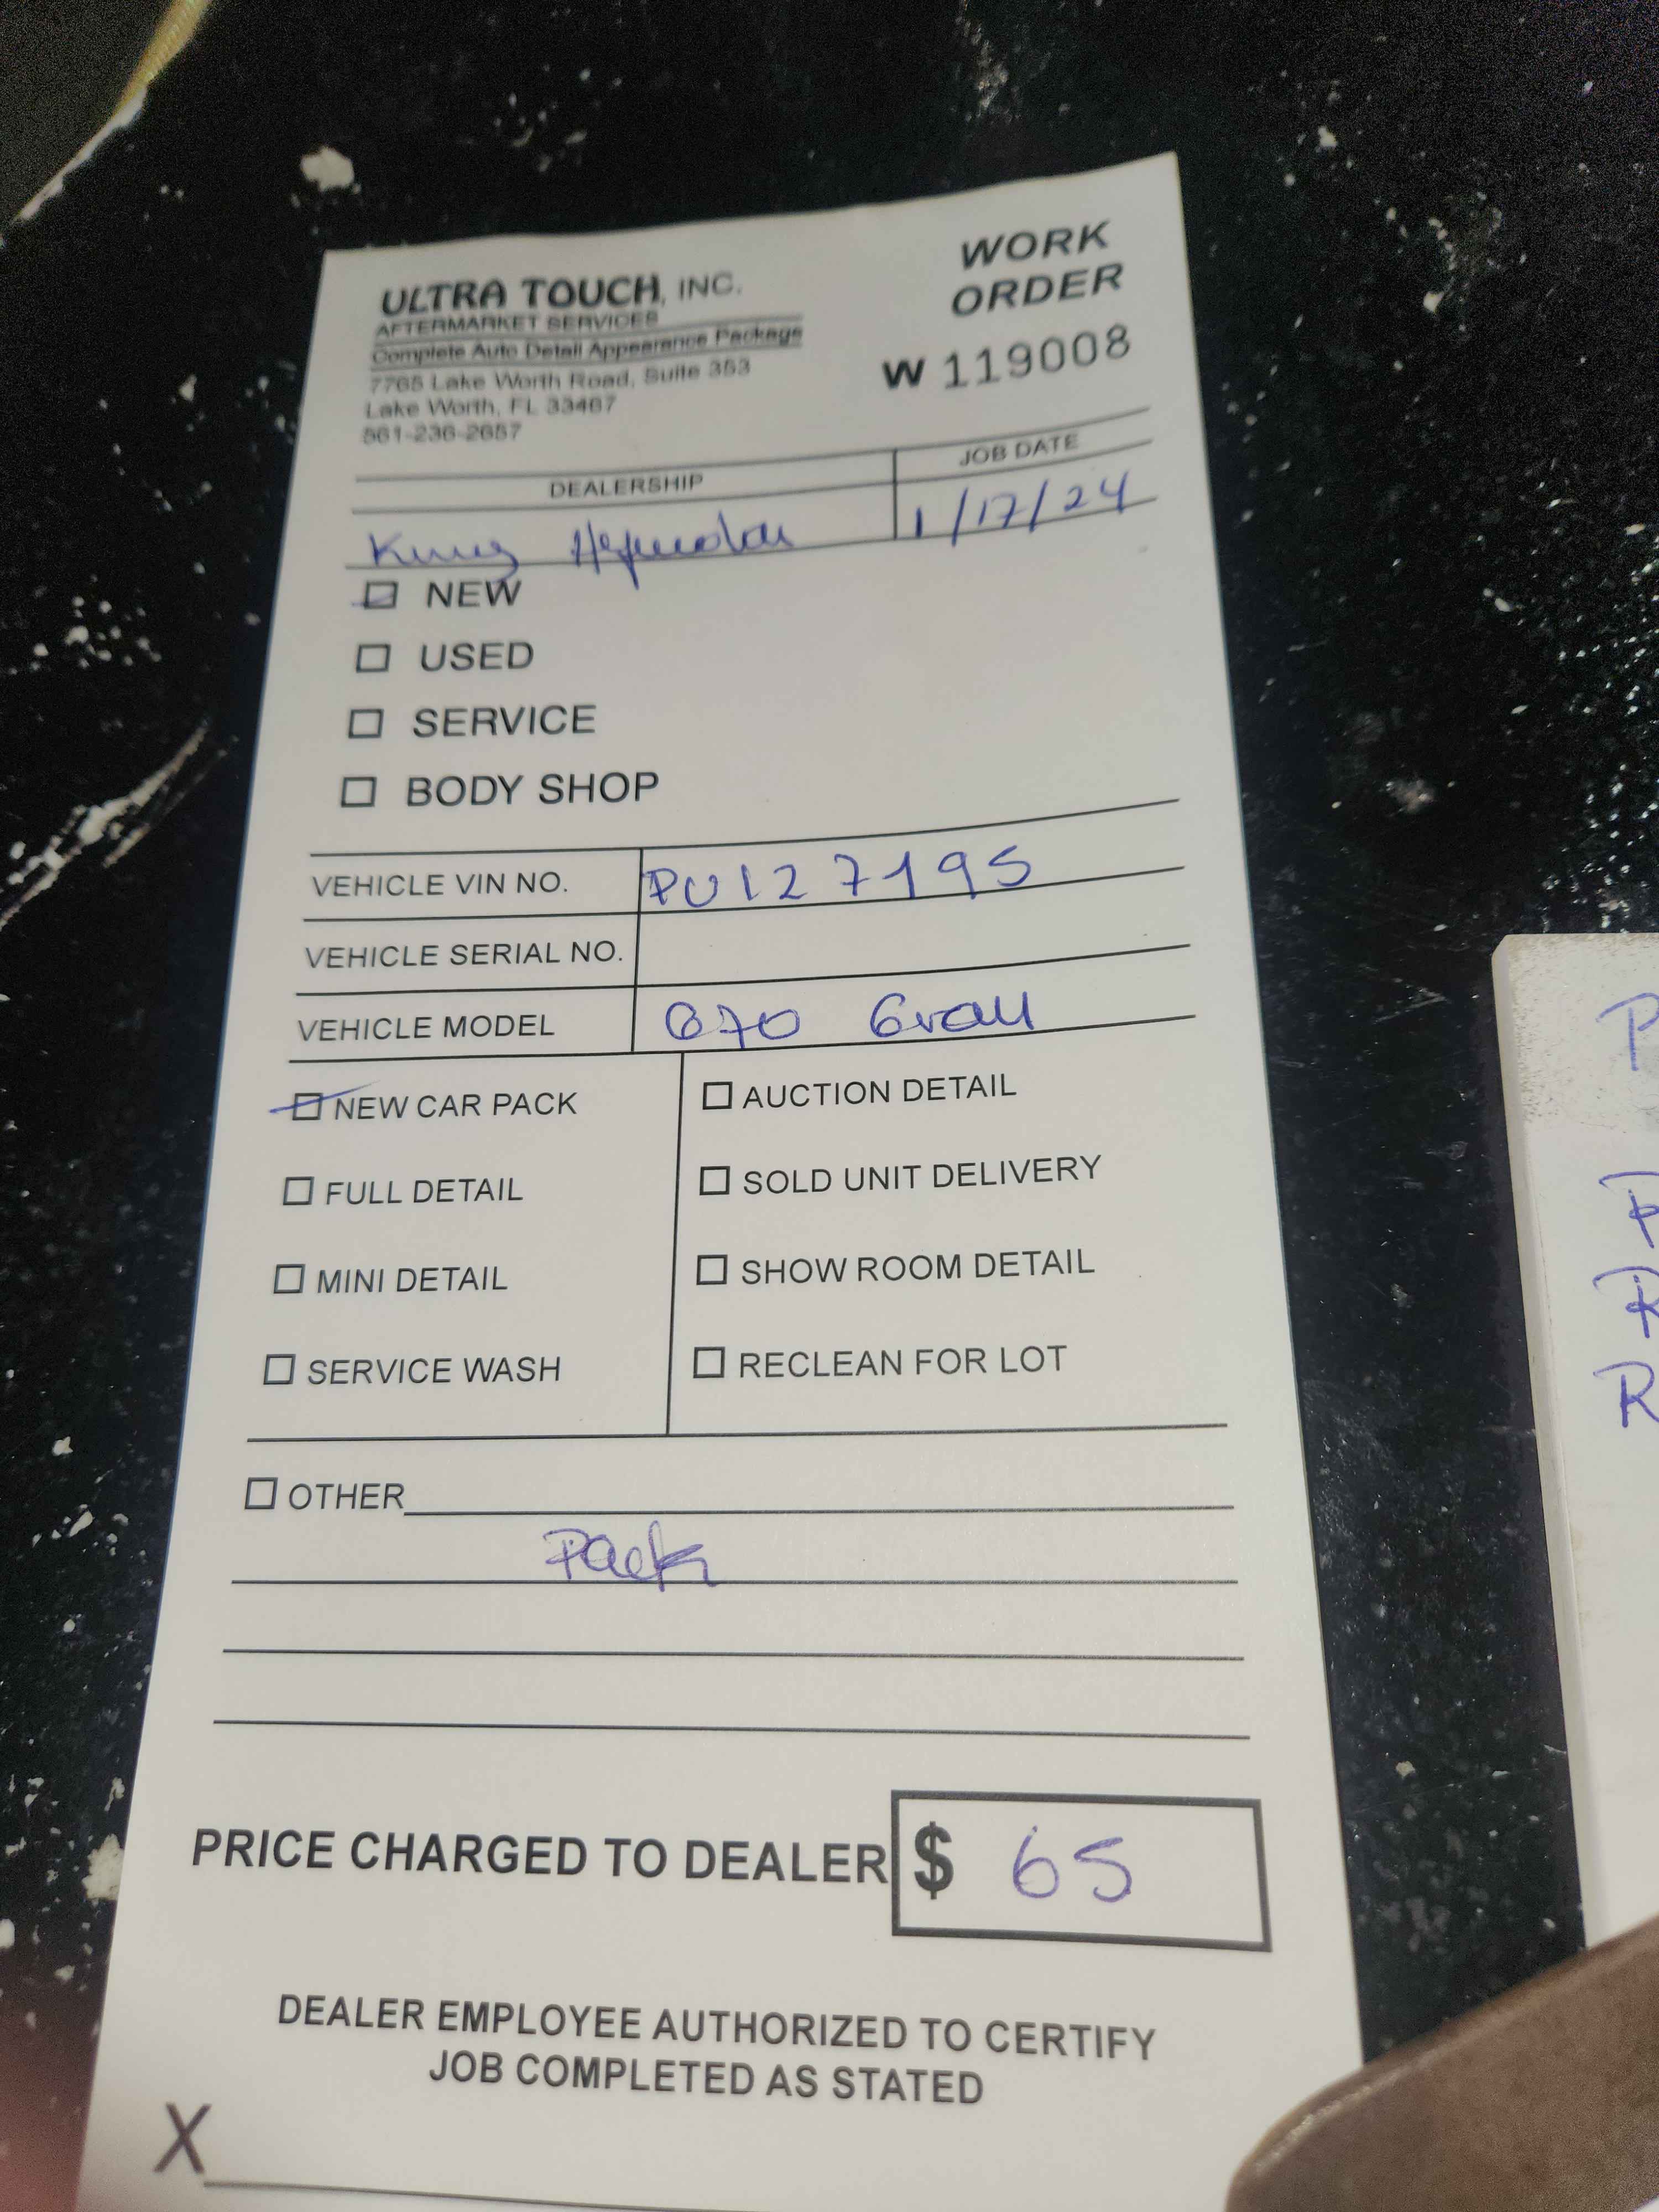 ULTRA TOUCH, INC.
AFTERMARKET SERVICES
Complete Auto Detail Appearance Package
7765 Lake Worth Road, Suite 353
Lake Worth, FL 33467
561-236-2657
WORK
ORDER
W 119008
DEALERSHIP
JOB DATE
King
1/17/24
NEW
USED
SERVICE
BODY SHOP
VEHICLE VIN NO. PU127195
VEHICLE SERIAL NO.
VEHICLE MODEL G70 Gray
NEW CAR PACK
AUCTION DETAIL
FULL DETAIL
SOLD UNIT DELIVERY
MINI DETAIL
SHOW ROOM DETAIL
SERVICE WASH
RECLEAN FOR LOT
OTHER
Pack
PRICE CHARGED TO DEALER $ 65
DEALER EMPLOYEE AUTHORIZED TO CERTIFY
JOB COMPLETED AS STATED
X
P
P
R
R